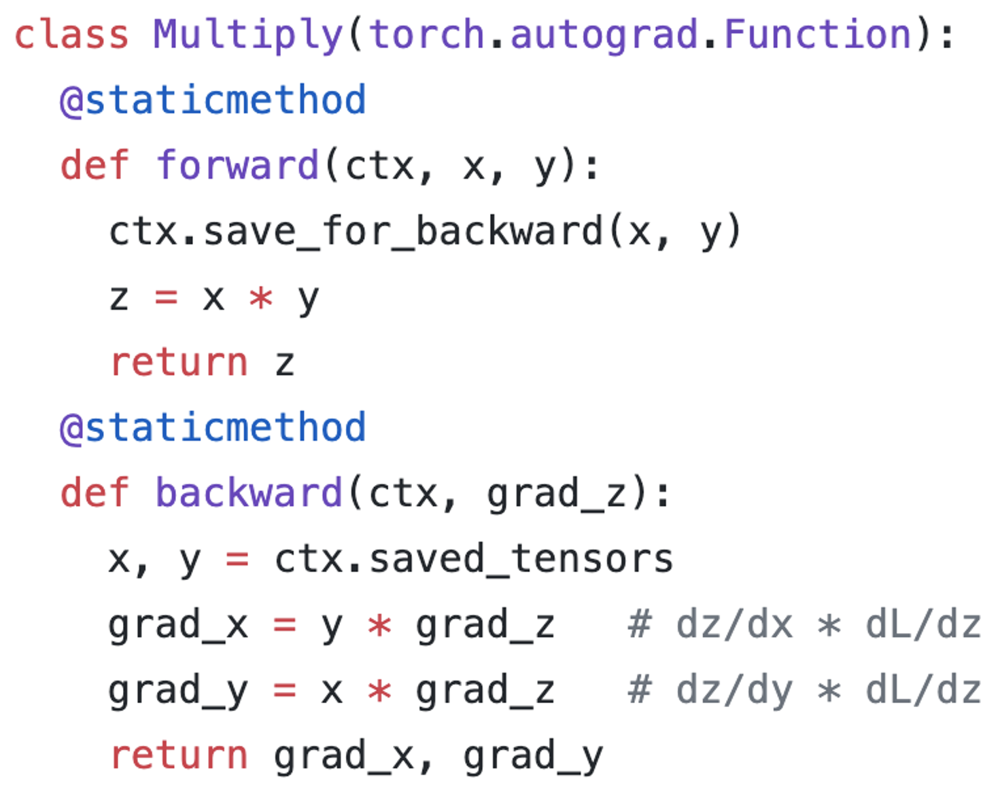 class Multiply(torch.autograd.Function):
  @staticmethod
  def forward(ctx, x, y):
    ctx.save_for_backward(x, y)
    z = x * y
    return z
  @staticmethod
  def backward(ctx, grad_z):
    x, y = ctx.saved_tensors
    grad_x = y * grad_z   # dz/dx * dL/dz
    grad_y = x * grad_z   # dz/dy * dL/dz
    return grad_x, grad_y